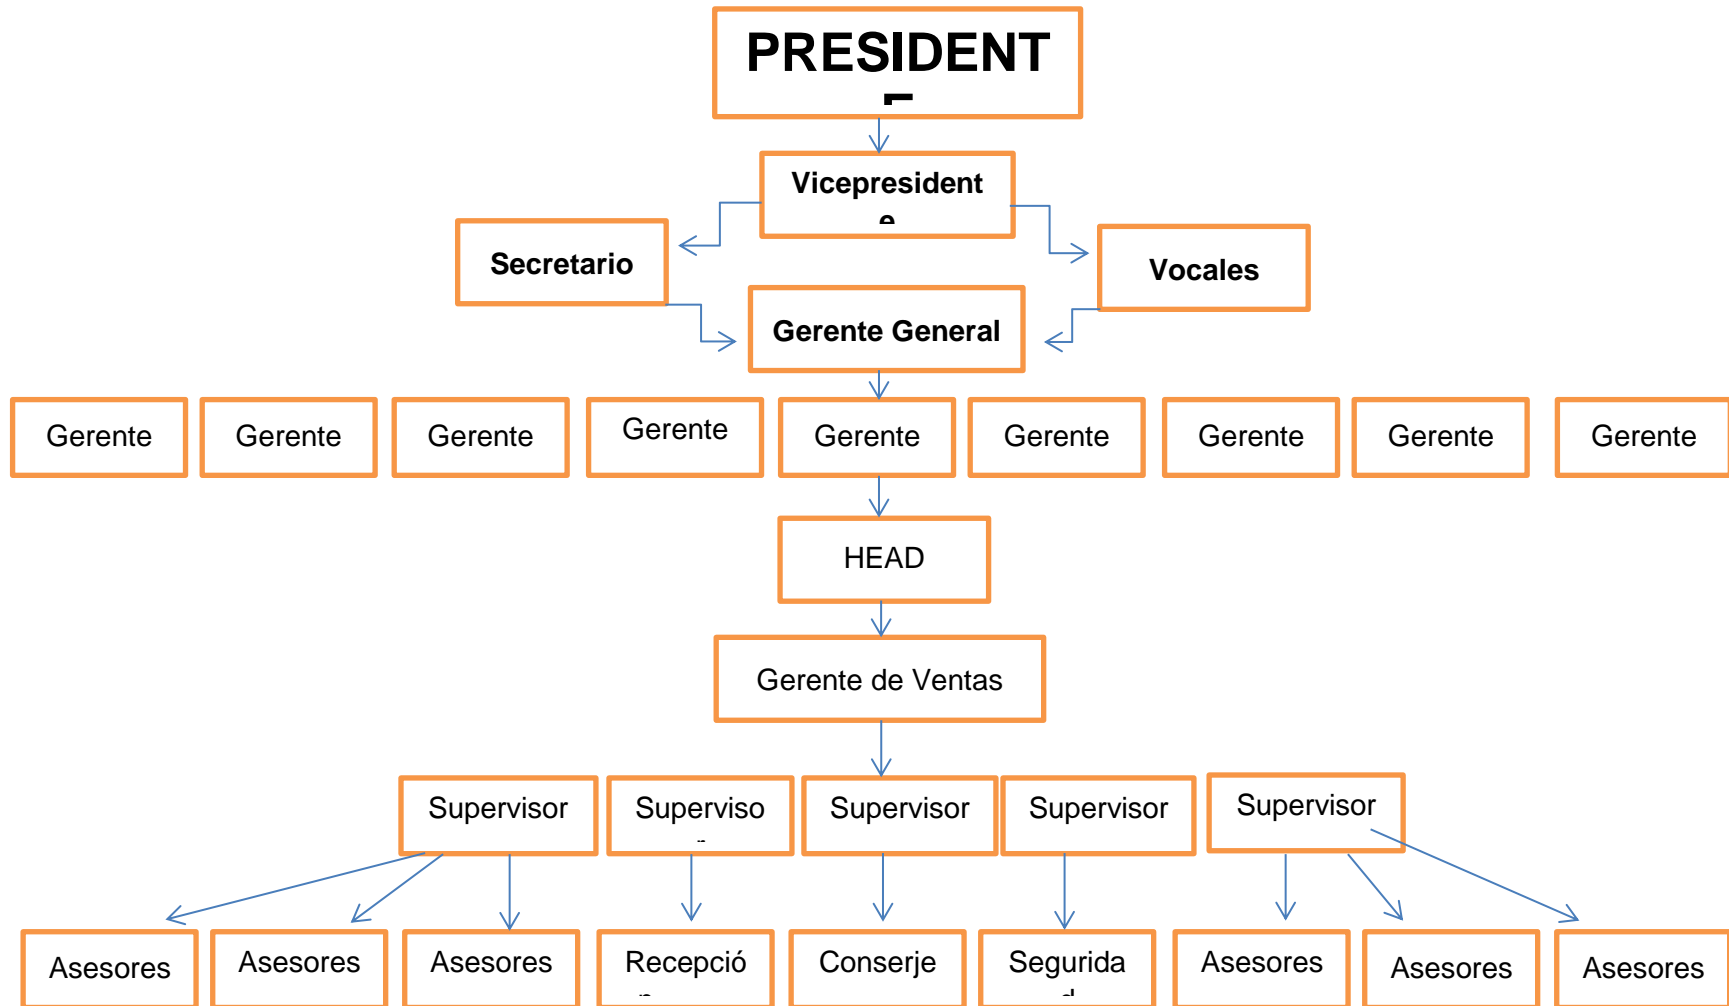 PRESIDENT
E
Vicepresident
e
Secretario
Vocales
Gerente General
Gerente
Gerente
Gerente
Gerente
Gerente
Gerente
Gerente
Gerente
Gerente
HEAD
Gerente de Ventas
Supervisor
Superviso
r
Supervisor
Supervisor
Supervisor
Asesores
Asesores
Asesores
Recepció
n
Conserje
Segurida
d
Asesores
Asesores
Asesores